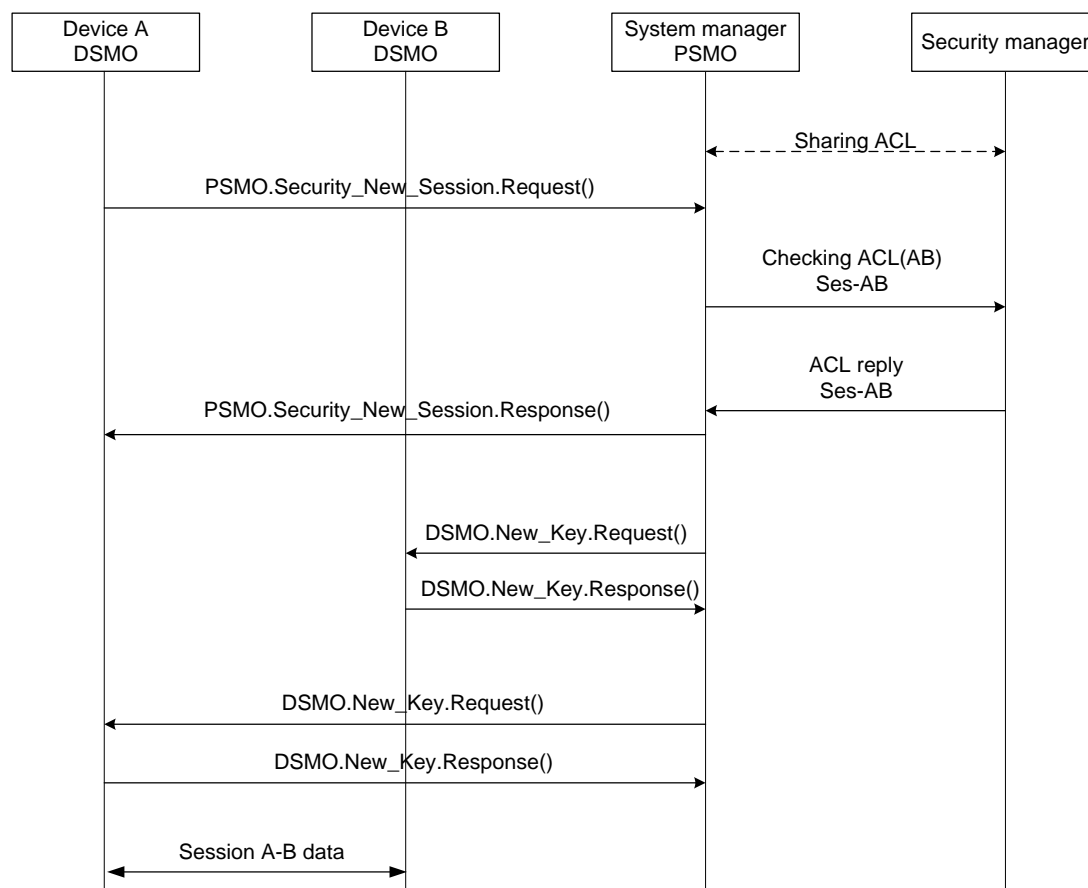 Device A
DSMO
Device B
DSMO
System manager
PSMO
Security manager
Sharing ACL
PSMO.Security_New_Session.Request()
Checking ACL(AB)
Ses-AB
ACL reply
Ses-AB
PSMO.Security_New_Session.Response()
DSMO.New_Key.Request()
DSMO.New_Key.Response()
DSMO.New_Key.Request()
DSMO.New_Key.Response()
Session A-B data